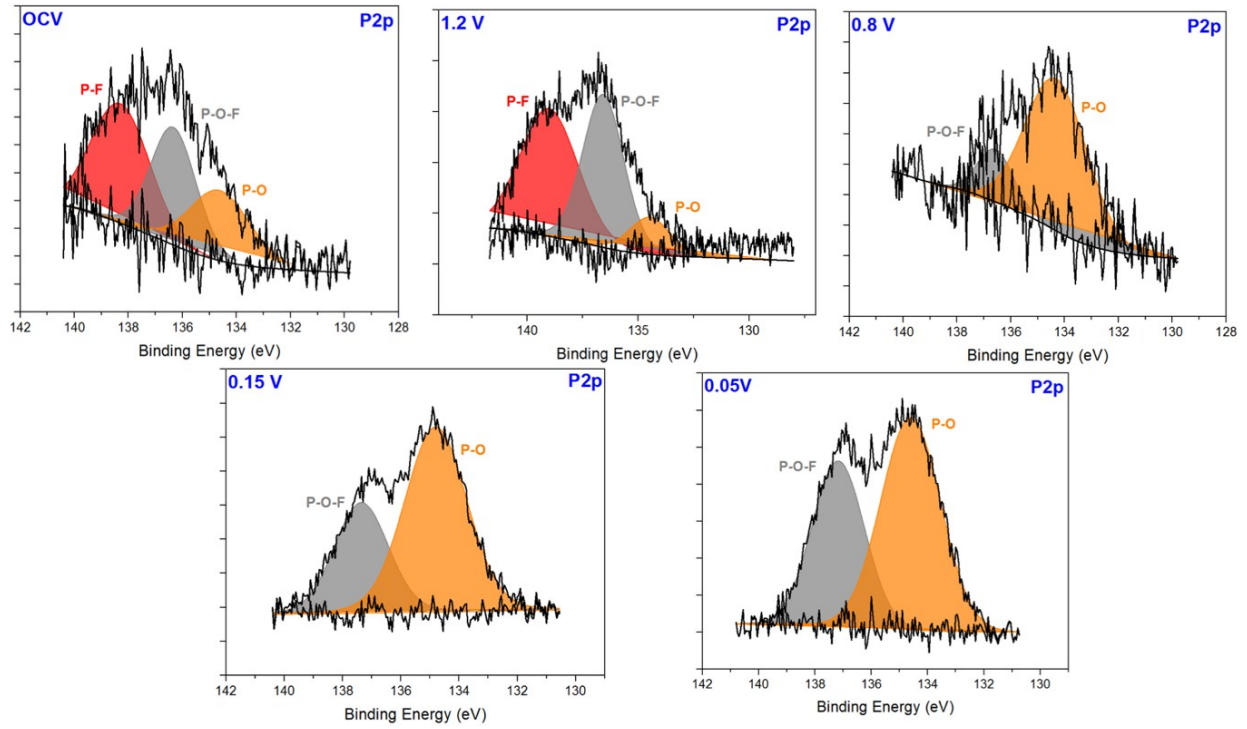 OCV P2p
P-F
P-O-F
P-O
142 140 138 136 134 132 130 128
Binding Energy (eV)
1.2 V P2p
P-F
P-O-F
P-O
140 135 130
Binding Energy (eV)
0.8 V P2p
P-O-F
P-O
142 140 138 136 134 132 130 128
Binding Energy (eV)
0.15 V P2p
P-O-F
P-O
142 140 138 136 134 132 130
Binding Energy (eV)
0.05V P2p
P-O-F
P-O
142 140 138 136 134 132 130
Binding Energy (eV)